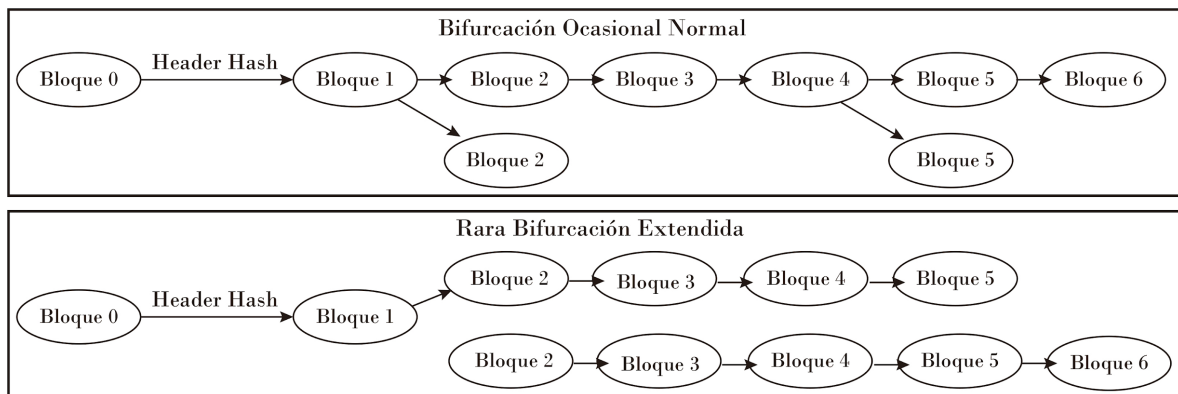 Bifurcación Ocasional Normal
Bloque 0 Header Hash Bloque 1 Bloque 2 Bloque 3 Bloque 4 Bloque 5 Bloque 6
Bloque 2 Bloque 5
Rara Bifurcación Extendida
Bloque 2 Bloque 3 Bloque 4 Bloque 5
Bloque 0 Header Hash Bloque 1
Bloque 2 Bloque 3 Bloque 4 Bloque 5 Bloque 6